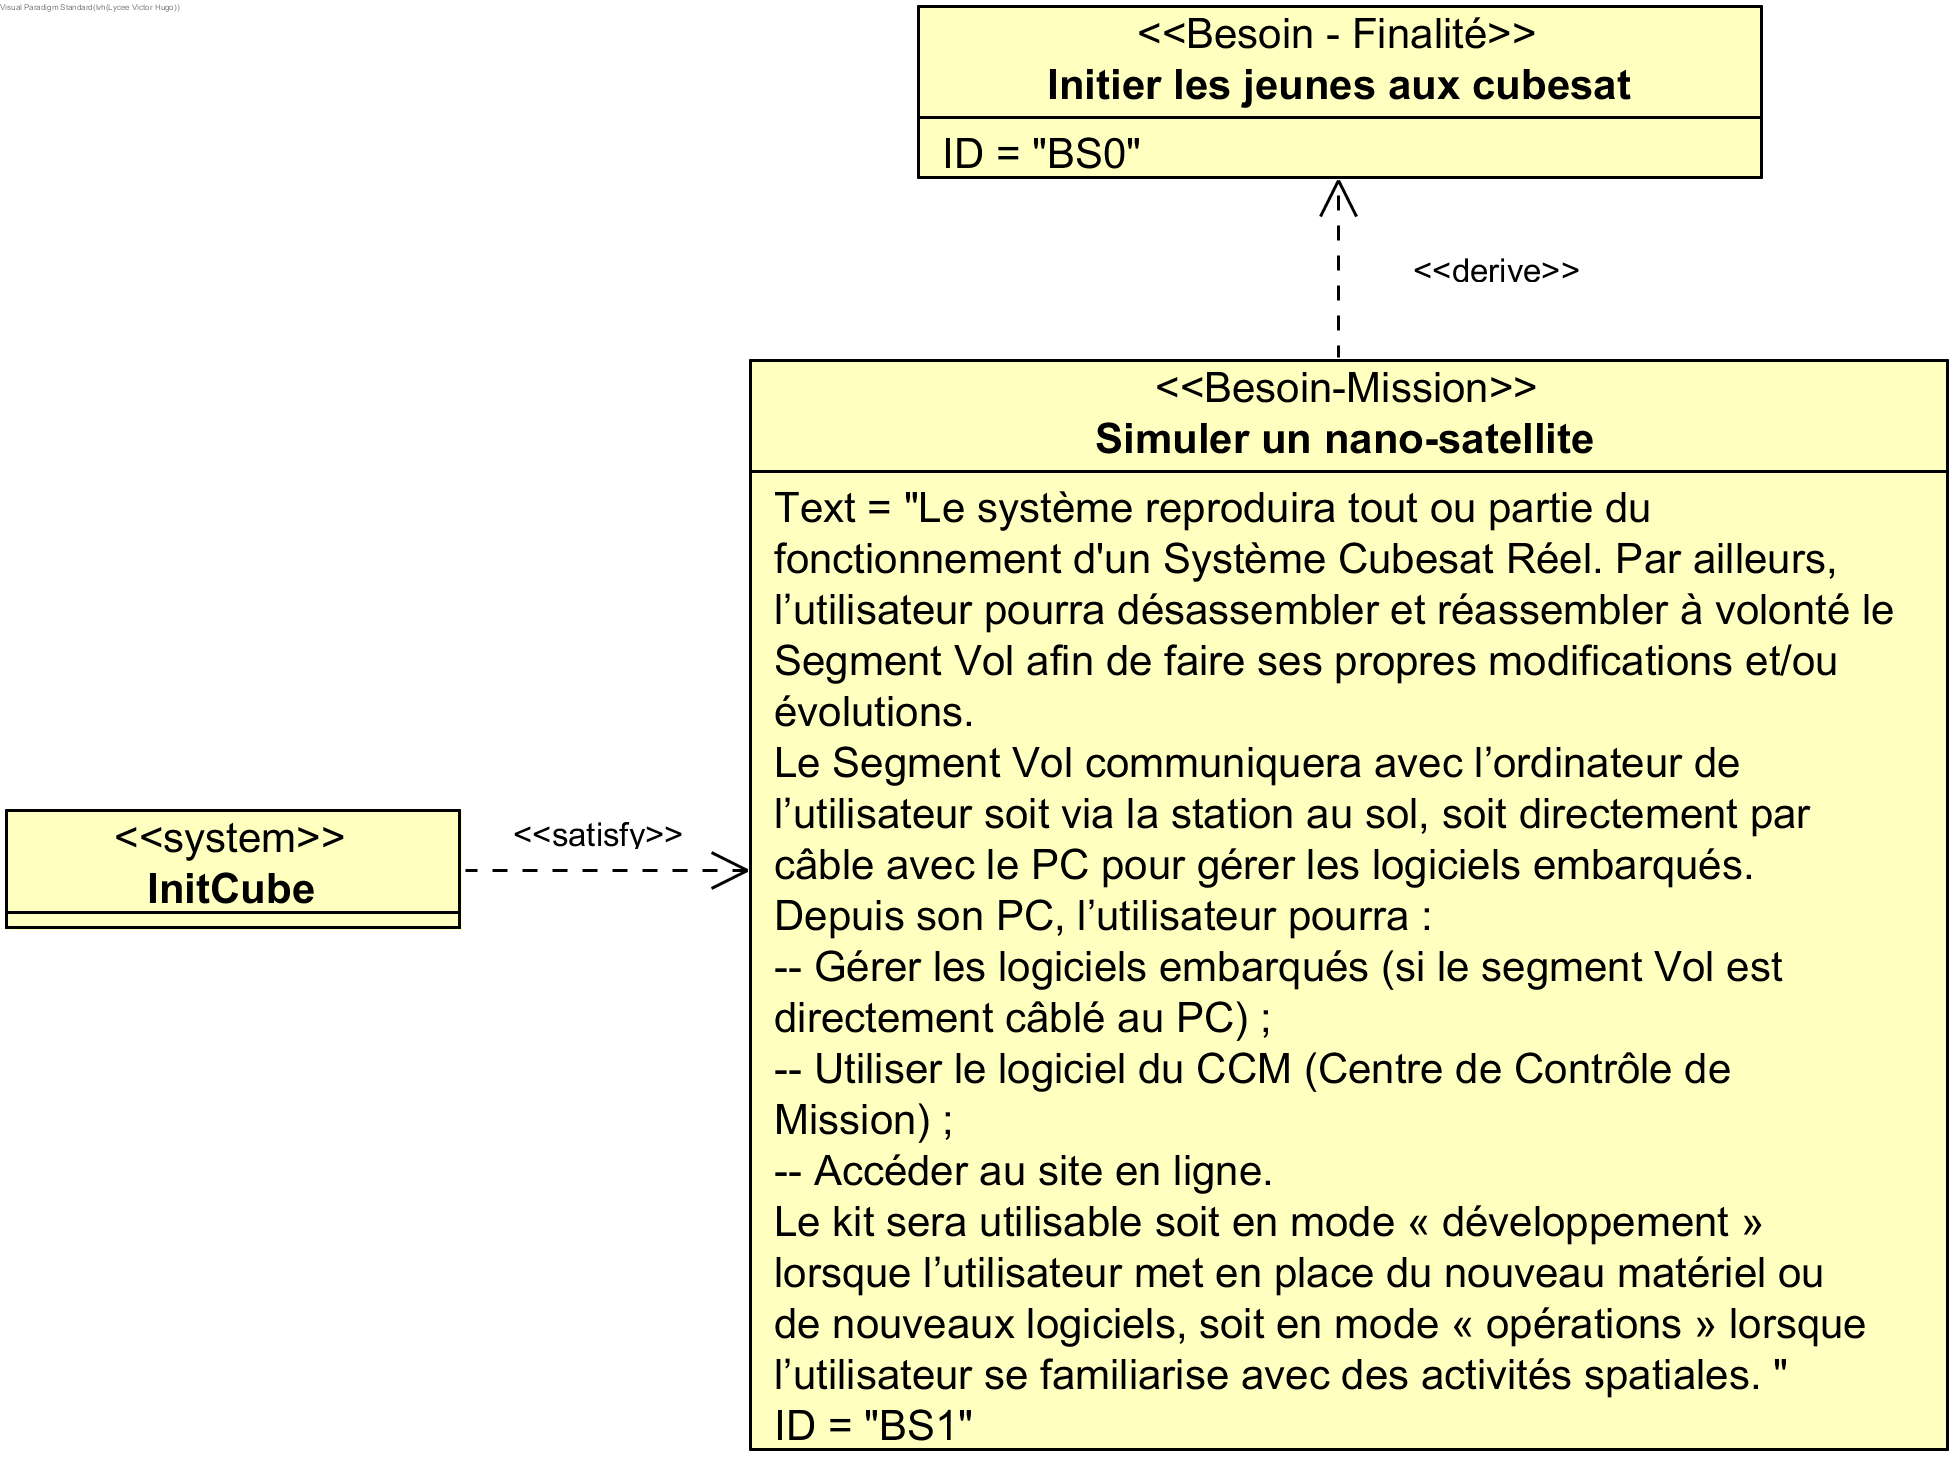 Visual Paradigm Standard(lvh(Lycee Victor Hugo))
<<Besoin - Finalité>>
Initier les jeunes aux cubesat
ID = "BS0"
<<derive>>
<<Besoin-Mission>>
Simuler un nano-satellite
Text = "Le système reproduira tout ou partie du
fonctionnement d'un Système Cubesat Réel. Par ailleurs,
l’utilisateur pourra désassembler et réassembler à volonté le
Segment Vol afin de faire ses propres modifications et/ou
évolutions.
Le Segment Vol communiquera avec l’ordinateur de
l’utilisateur soit via la station au sol, soit directement par
câble avec le PC pour gérer les logiciels embarqués.
Depuis son PC, l’utilisateur pourra :
-- Gérer les logiciels embarqués (si le segment Vol est
directement câblé au PC) ;
-- Utiliser le logiciel du CCM (Centre de Contrôle de
Mission) ;
-- Accéder au site en ligne.
Le kit sera utilisable soit en mode « développement »
lorsque l’utilisateur met en place du nouveau matériel ou
de nouveaux logiciels, soit en mode « opérations » lorsque
l’utilisateur se familiarise avec des activités spatiales. "
ID = "BS1"
<<system>>
InitCube
<<satisfy>>